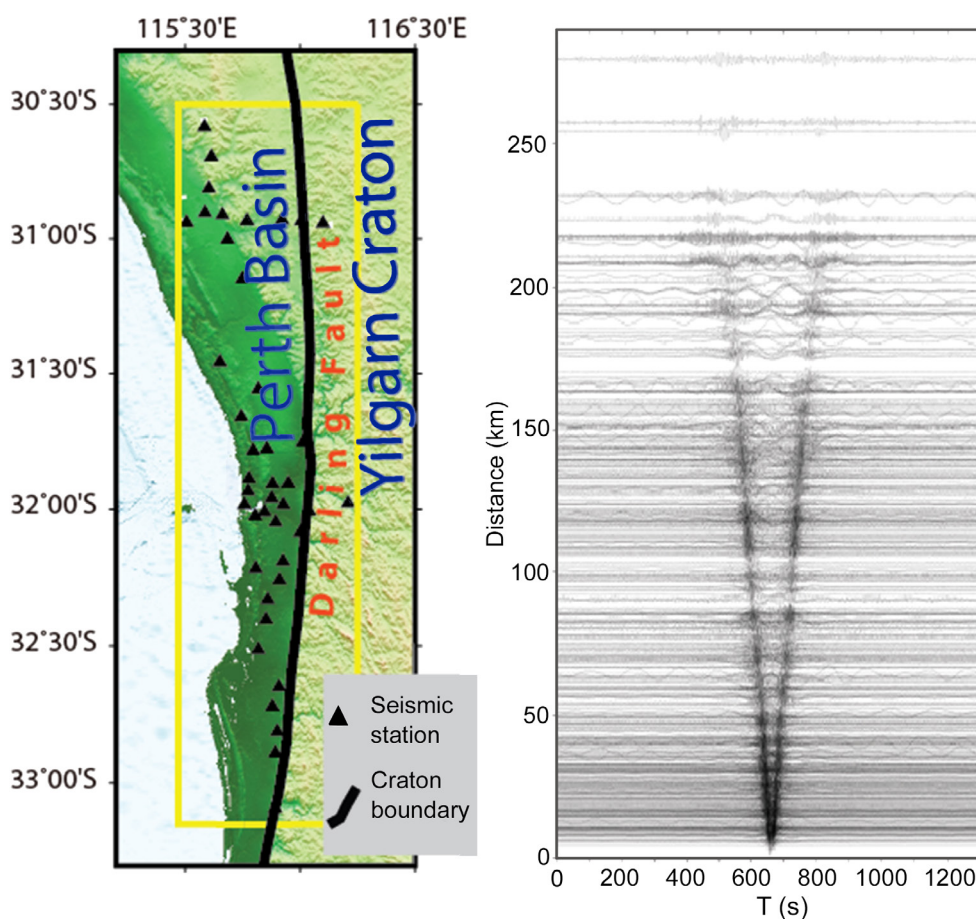 115˚30'E 116˚30'E
30˚30'S
31˚00'S
31˚30'S
32˚00'S
32˚30'S
33˚00'S
Perth Basin
Darling Fault
Yilgarn Craton
Seismic
station
Craton
boundary
Distance (km)
250
200
150
100
50
0
0 200 400 600 800 1000 1200
T (s)